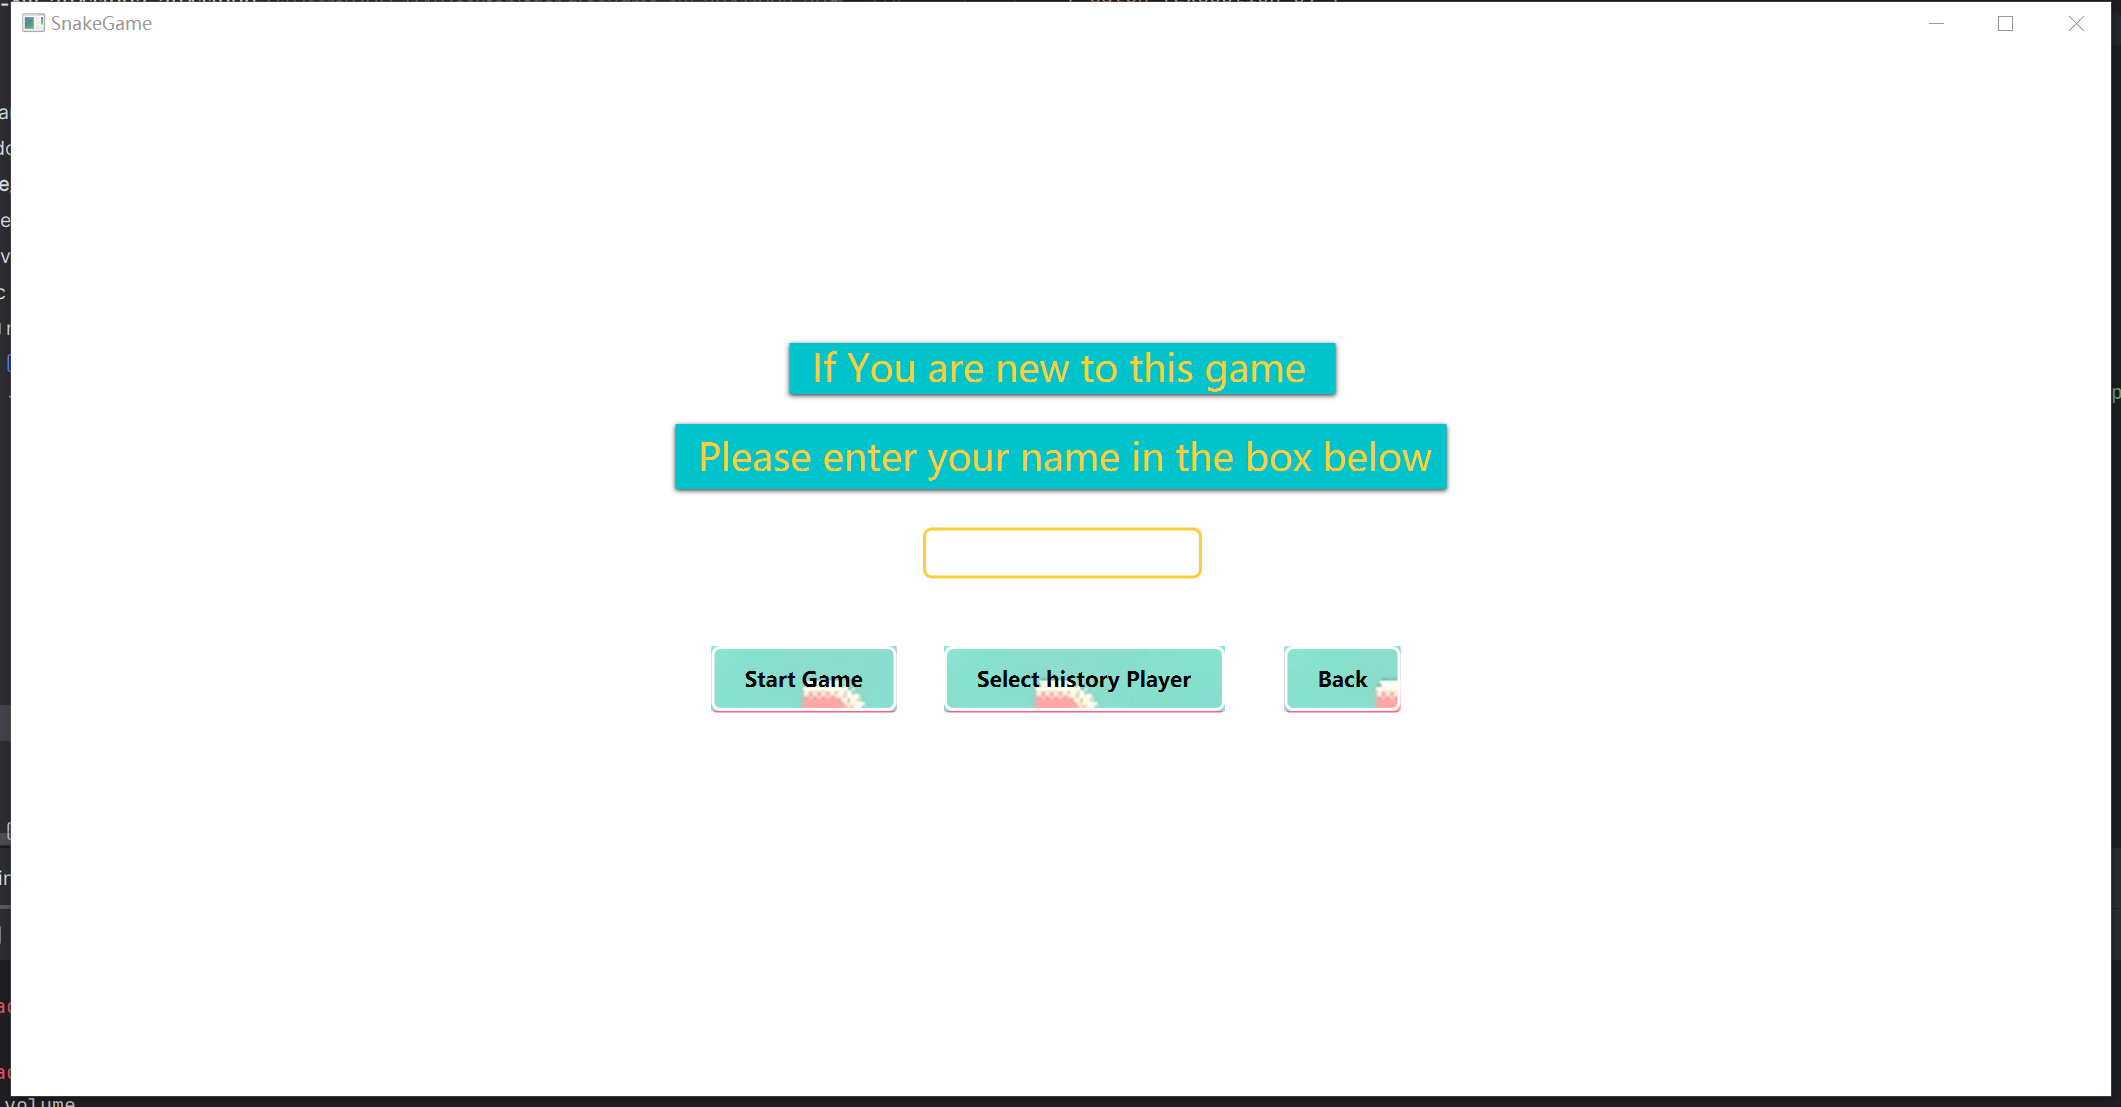 SnakeGame
If You are new to this game
Please enter your name in the box below
Start Game
Select history Player
Back
volume